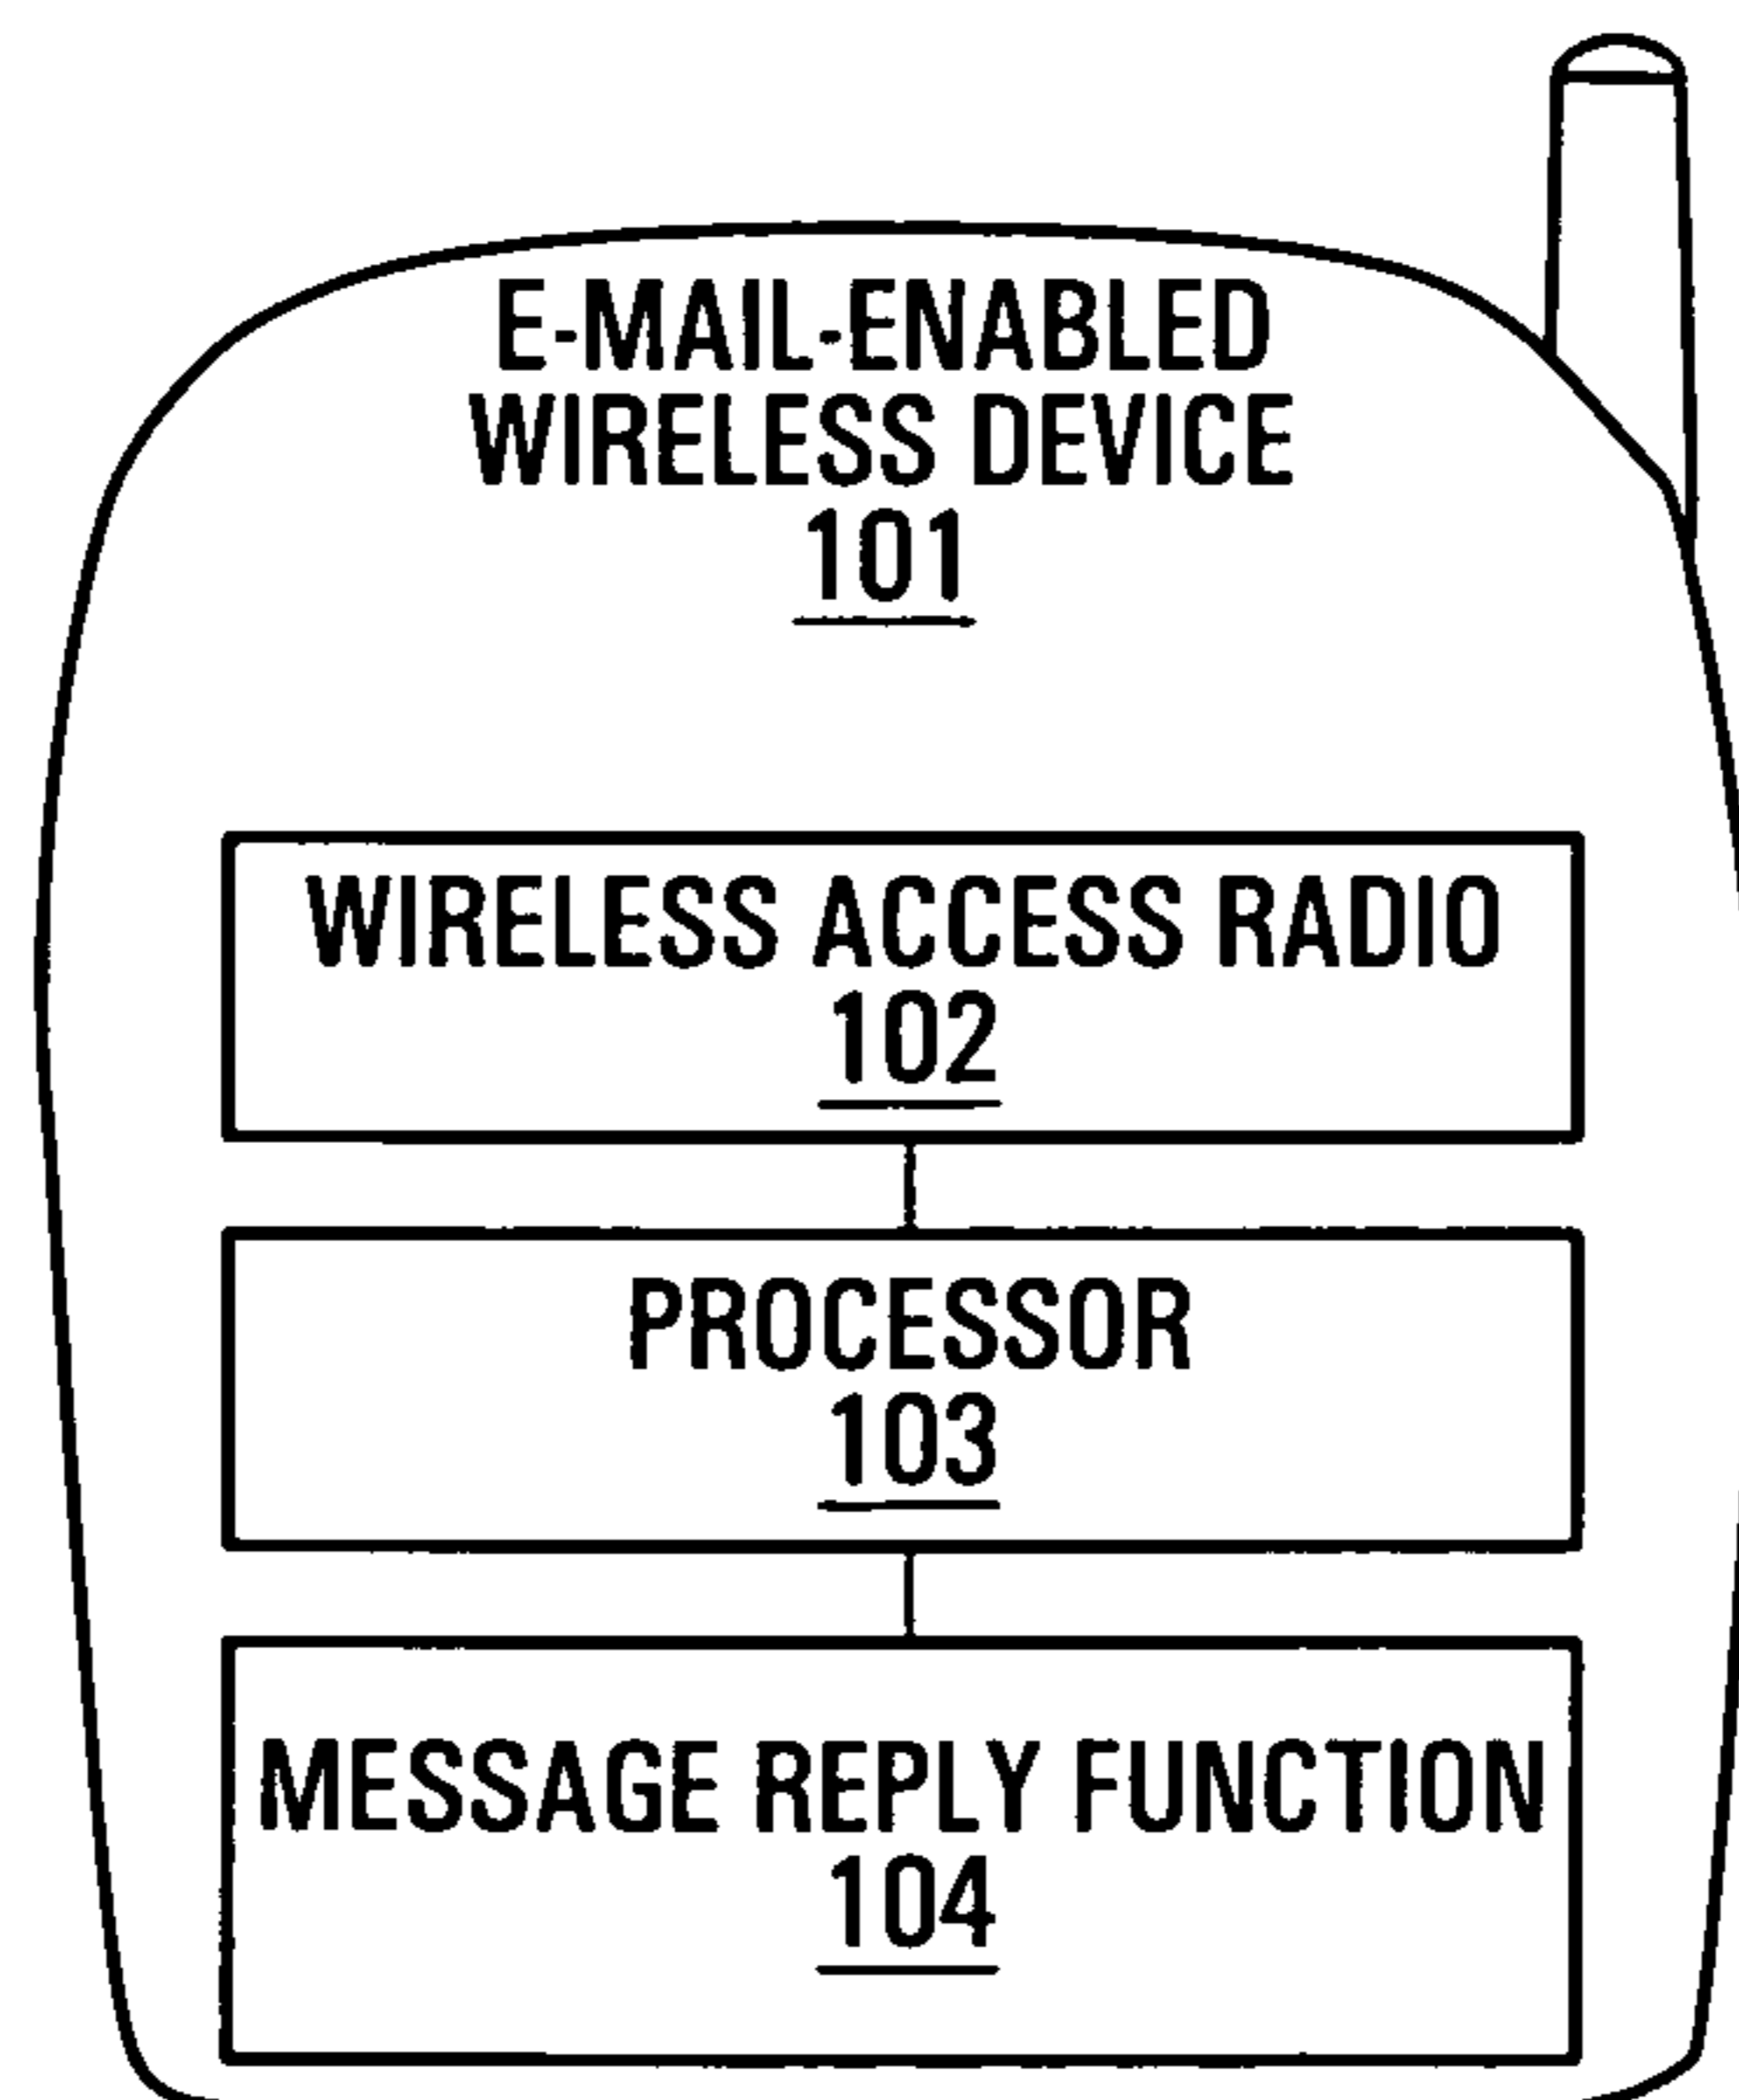 E-MAIL-ENABLED
WIRELESS DEVICE
101
WIRELESS ACCESS RADIO
102
PROCESSOR
103
MESSAGE REPLY FUNCTION
104